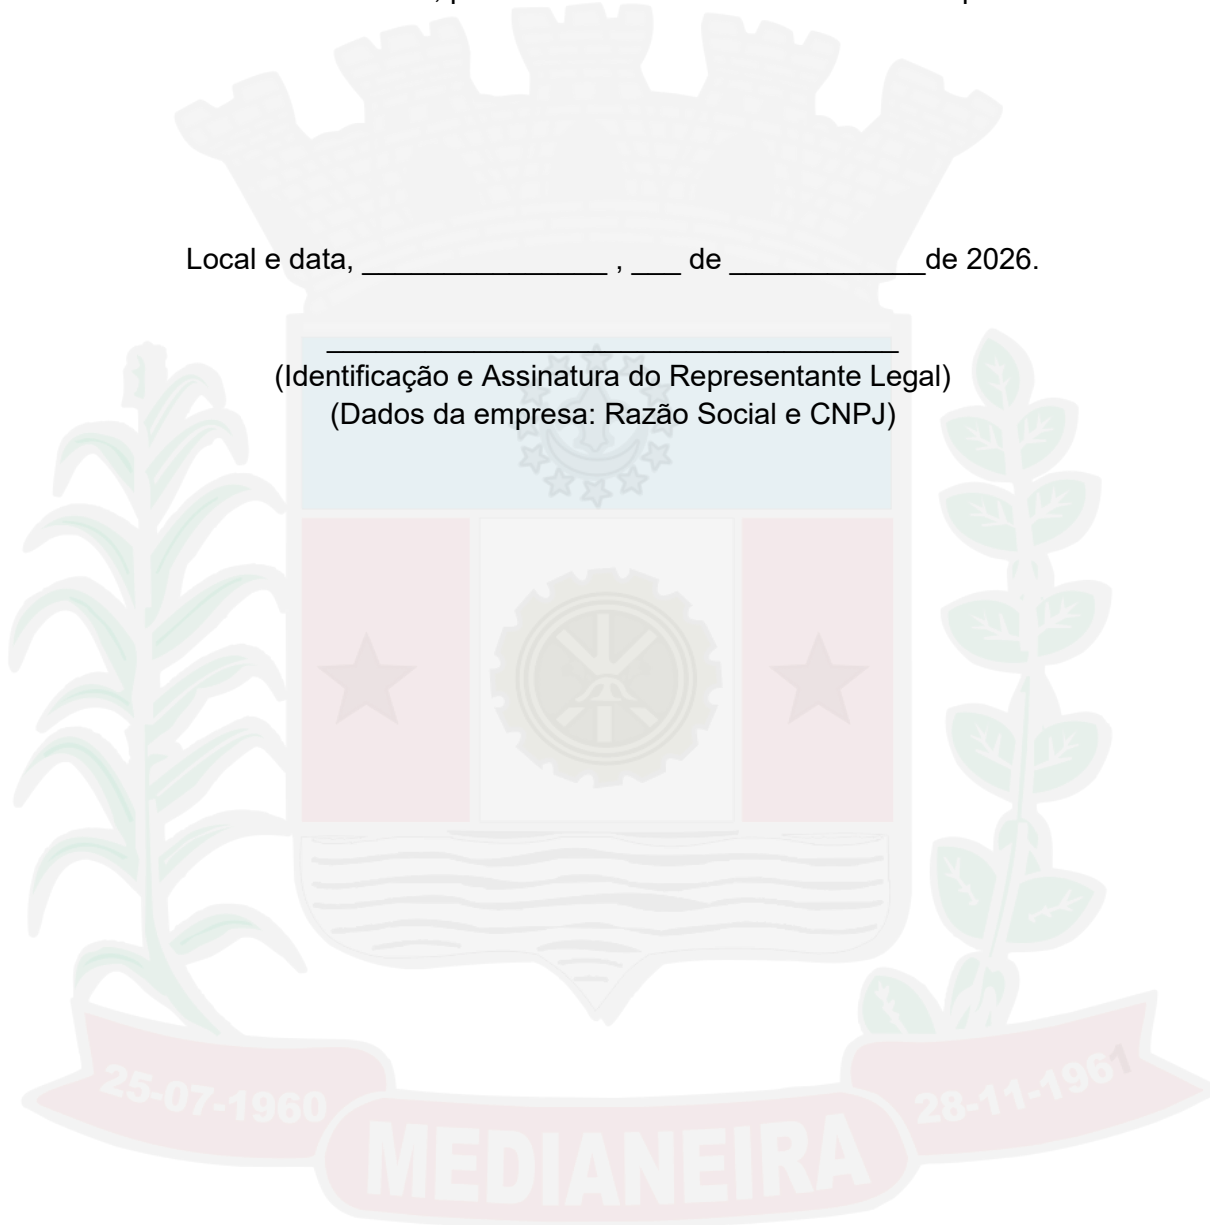 Local e data, _______________ , ___ de ____________de 2026.
___________________________________
(Identificação e Assinatura do Representante Legal)
(Dados da empresa: Razão Social e CNPJ)
25-07-1960
28-11-1961
MEDIANEIRA